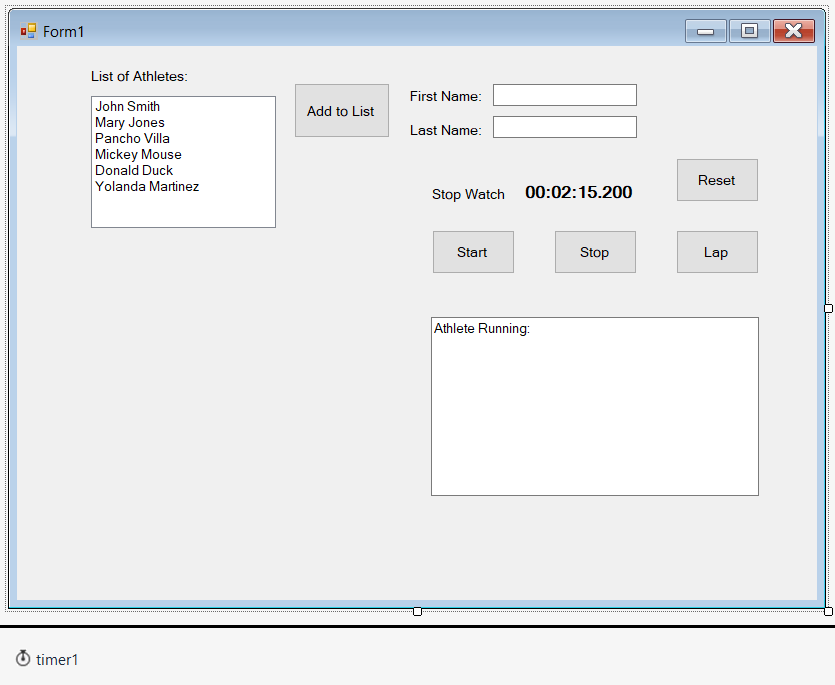 Form1
List of Athletes:
John Smith
Mary Jones
Pancho Villa
Mickey Mouse
Donald Duck
Yolanda Martinez
Add to List
First Name:
Last Name:
Stop Watch 00:02:15.200
Reset
Start Stop Lap
Athlete Running:
timer1